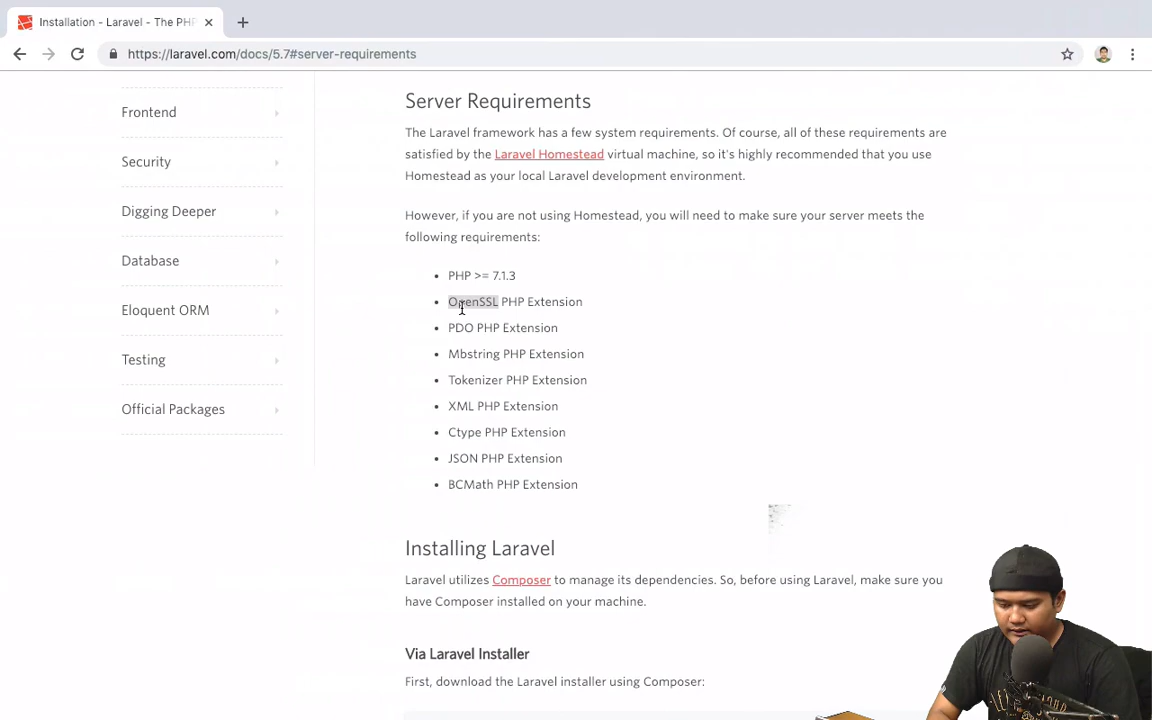 Installation - Laravel - The PHP
https://laravel.com/docs/5.7#server-requirements
Frontend
Security
Digging Deeper
Database
Eloquent ORM
Testing
Official Packages
Server Requirements
The Laravel framework has a few system requirements. Of course, all of these requirements are
satisfied by the Laravel Homestead virtual machine, so it's highly recommended that you use
Homestead as your local Laravel development environment.
However, if you are not using Homestead, you will need to make sure your server meets the
following requirements:
• PHP >= 7.1.3
• OpenSSL PHP Extension
• PDO PHP Extension
• Mbstring PHP Extension
• Tokenizer PHP Extension
• XML PHP Extension
• Ctype PHP Extension
• JSON PHP Extension
• BCMath PHP Extension
Installing Laravel
Laravel utilizes Composer to manage its dependencies. So, before using Laravel, make sure you
have Composer installed on your machine.
Via Laravel Installer
First, download the Laravel installer using Composer: